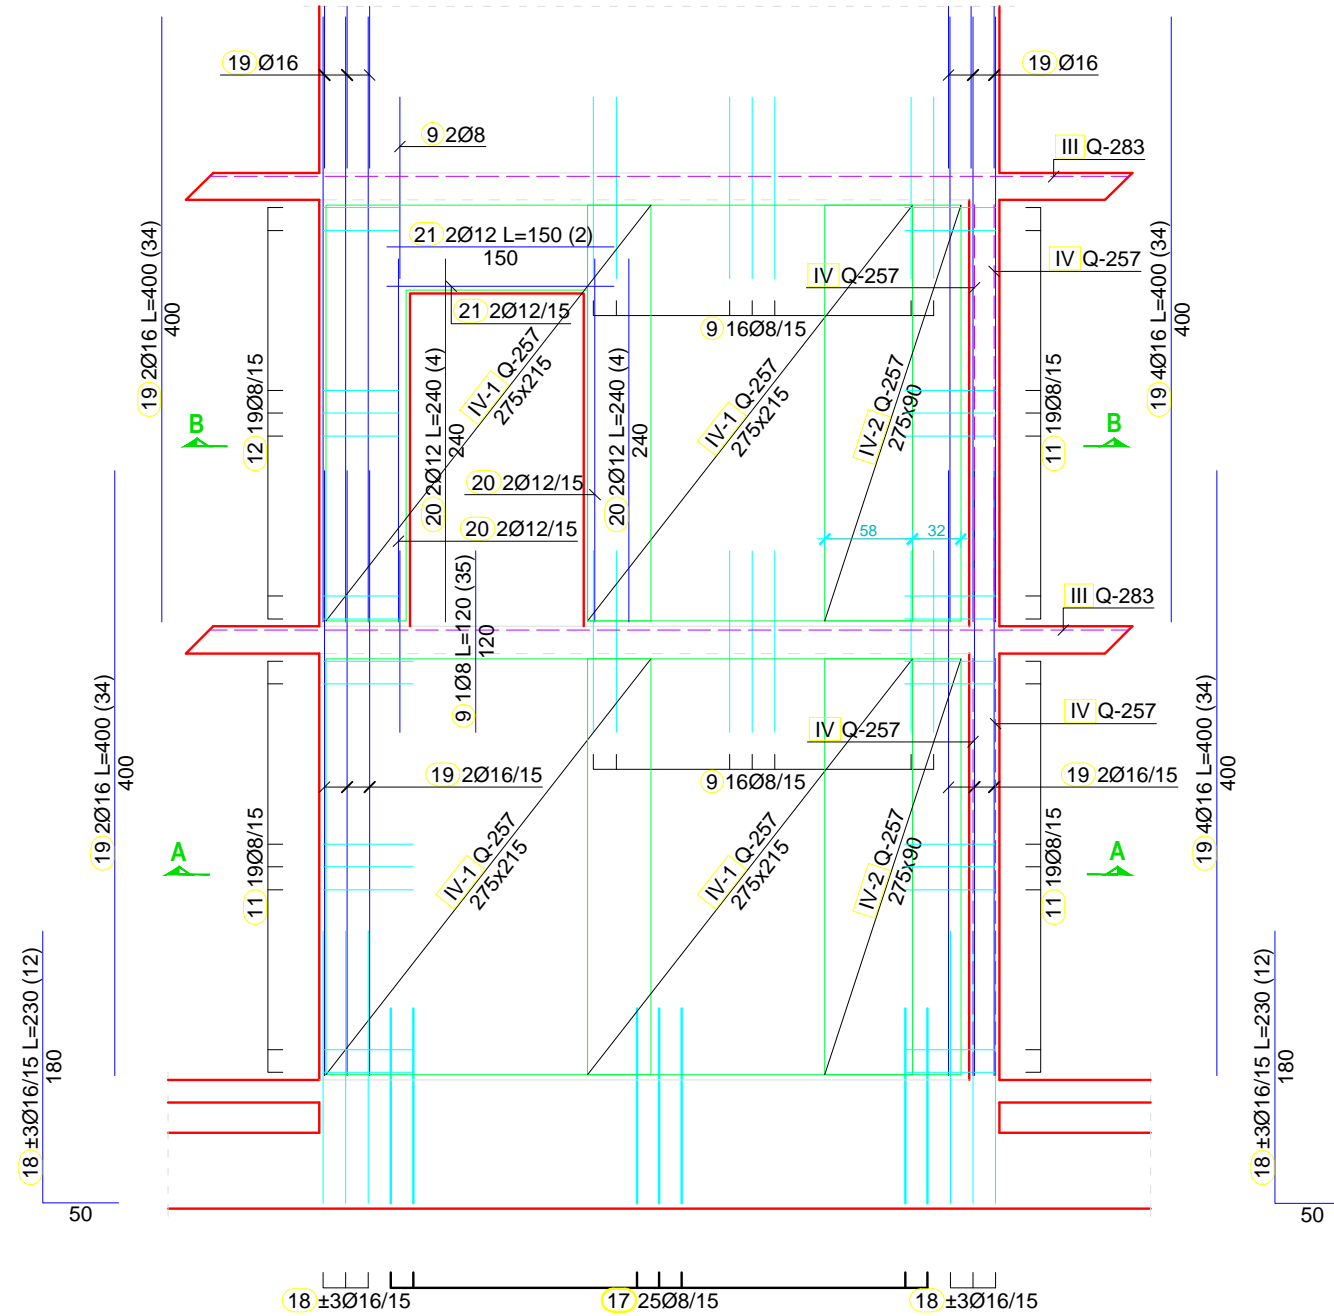 19 Ø16
19 Ø16
9 2Ø8
III Q-283
21 2Ø12 L=150 (2)
150
IV Q-257
IV Q-257
21 2Ø12/15
9 16Ø8/15
19 2Ø16 L=400 (34)
400
19 4Ø16 L=400 (34)
400
12 19Ø8/15
11 19Ø8/15
B
B
20 2Ø12 L=240 (4)
240
IV-1 Q-257
275x215
20 2Ø12 L=240 (4)
240
IV-1 Q-257
275x215
IV-2 Q-257
275x90
20 2Ø12/15
20 2Ø12/15
58
32
9 1Ø8 L=120 (35)
120
III Q-283
IV Q-257
IV Q-257
19 2Ø16/15
9 16Ø8/15
19 2Ø16/15
19 2Ø16 L=400 (34)
400
19 4Ø16 L=400 (34)
400
11 19Ø8/15
11 19Ø8/15
A
A
IV-1 Q-257
275x215
IV-1 Q-257
275x215
IV-2 Q-257
275x90
18 ±3Ø16/15 L=230 (12)
180
50
18 ±3Ø16/15 L=230 (12)
180
50
18 ±3Ø16/15
17 25Ø8/15
18 ±3Ø16/15